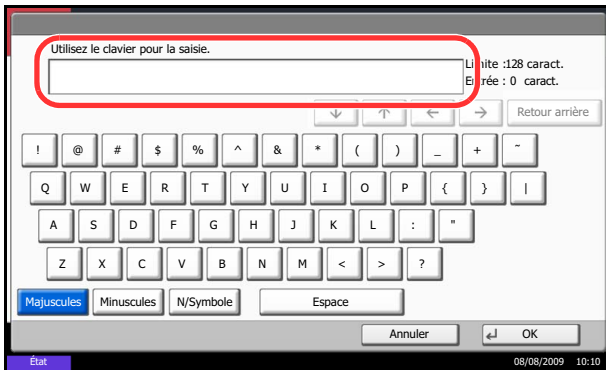 Utilisez le clavier pour la saisie.
Limite :128 caract.
Entrée : 0 caract.
Retour arrière
! @ # $ % ^ & * ( ) _ + ~
Q W E R T Y U I O P { } |
A S D F G H J K L : "
Z X C V B N M < > ?
Majuscules Minuscules N/Symbole Espace
Annuler OK
État 08/08/2009 10:10